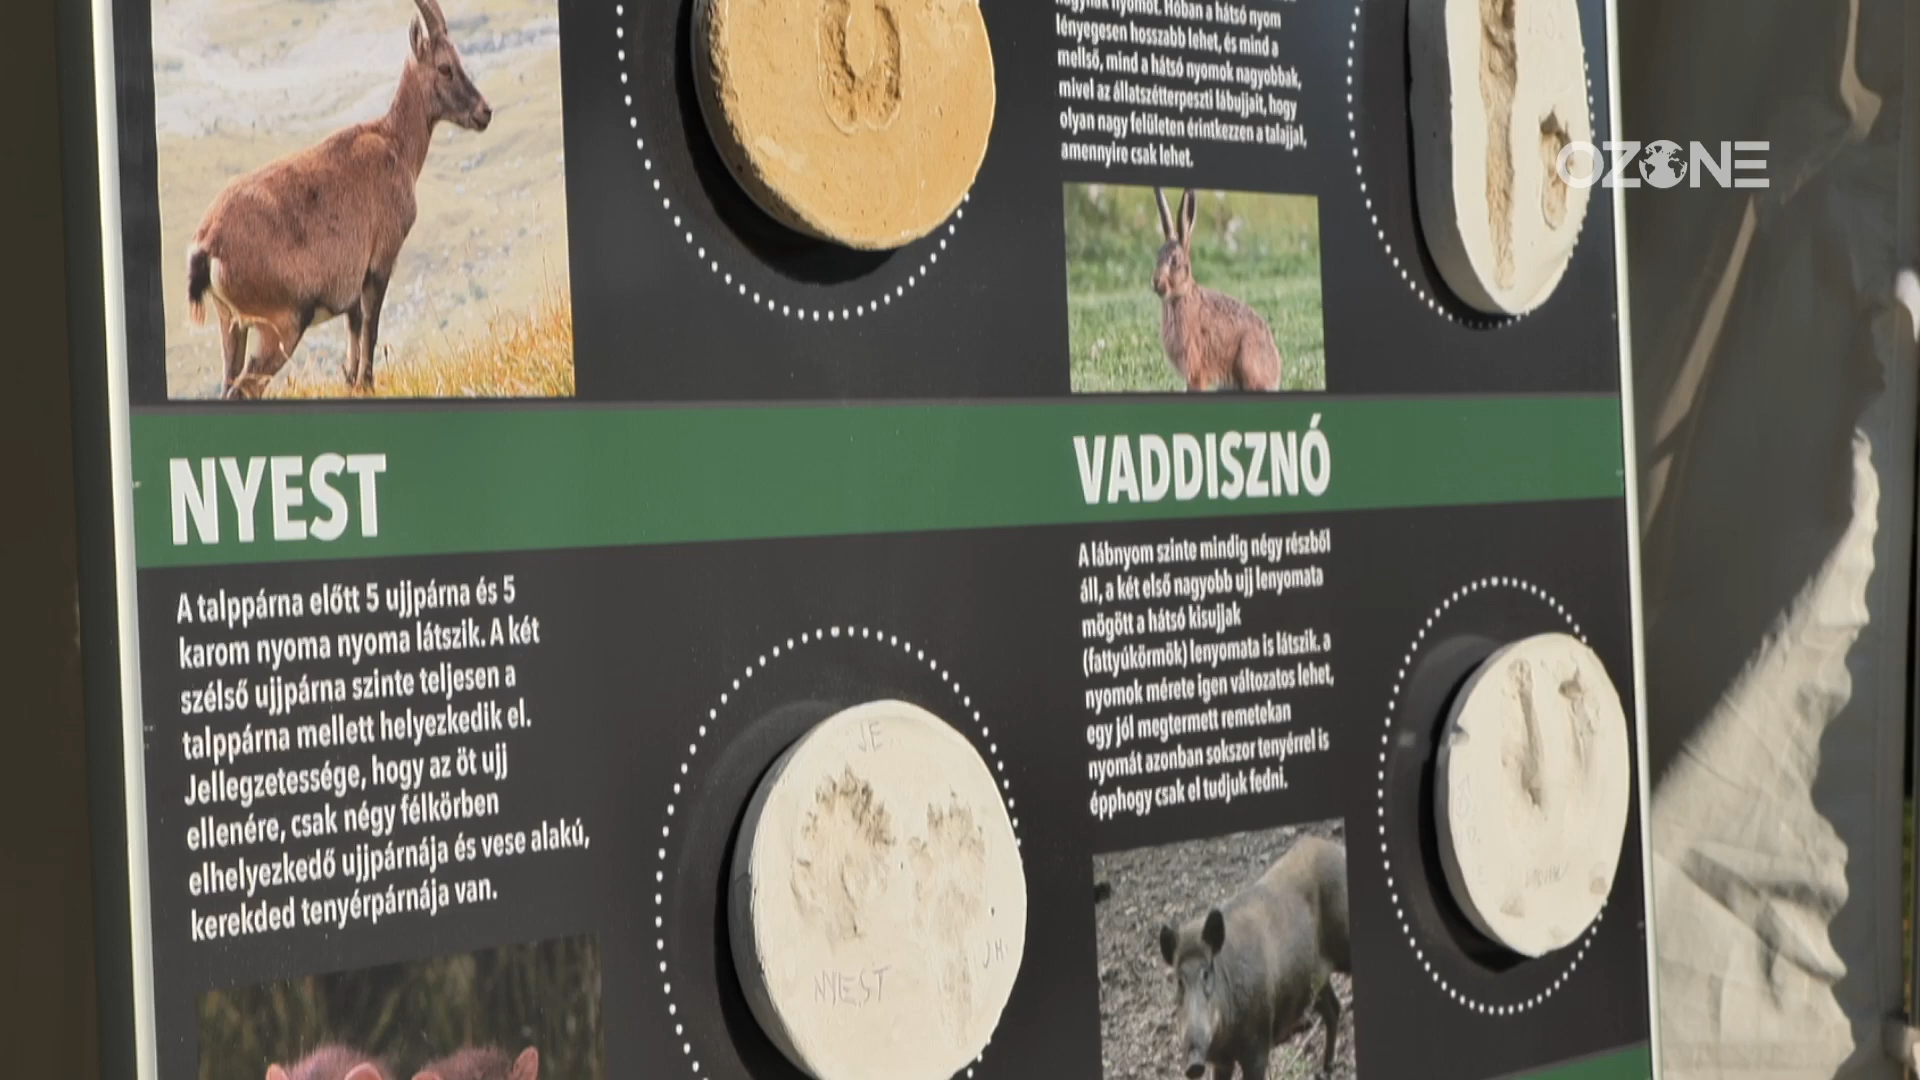 nyomót. Hóban a hátsó nyom
lényegesen hosszabb lehet, és mind a
mellső, mind a hátsó nyomok nagyobbak,
mivel az állatszétterpeszti lábujjait, hogy
olyan nagy felületen érintkezzen a talajjal,
amennyire csak lehet.
OZONE
NYEST
A talppárna előtt 5 ujjpárna és 5
karom nyoma nyoma látszik. A két
szélső ujjpárna szinte teljesen a
talppárna mellett helyezkedik el.
Jellegzetessége, hogy az öt ujj
ellenére, csak négy félkörben
elhelyezkedő ujjpárnája és vese alakú,
kerekded tenyérpárnája van.
JE
J.H.
NYEST
VADDISZNÓ
A lábnyom szinte mindig négy részből
áll, a két első nagyobb ujj lenyomata
mögött a hátsó kisujjak
(fattyúkörmök) lenyomata is látszik. a
nyomok mérete igen változatos lehet,
egy jól megtermett remetekan
nyomát azonban sokszor tenyérrel is
épphogy csak el tudjuk fedni.